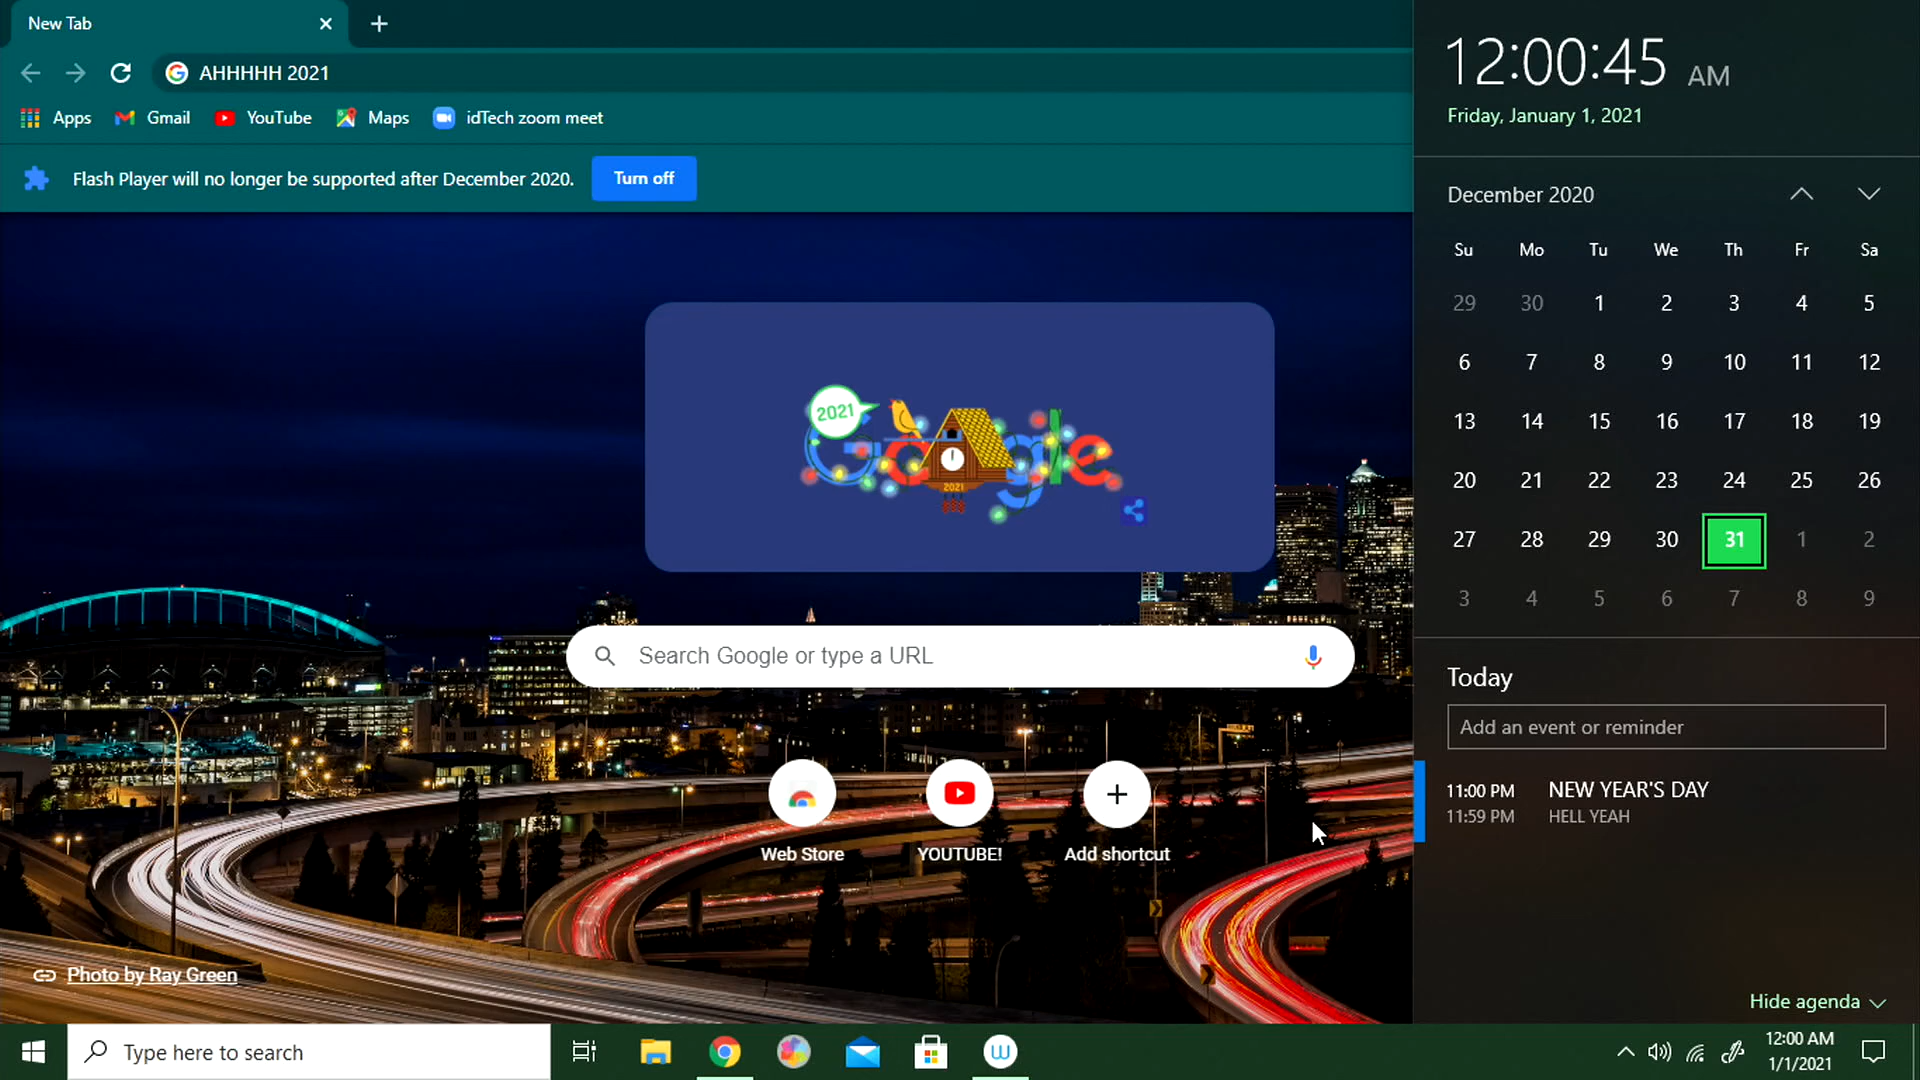 New Tab
AHHHHH 2021
Apps Gmail YouTube Maps idTech zoom meet
Flash Player will no longer be supported after December 2020. Turn off
2021
2021
Search Google or type a URL
Web Store YOUTUBE! Add shortcut
Photo by Ray Green
12:00:45 AM
Friday, January 1, 2021
December 2020
Su Mo Tu We Th Fr Sa
29 30 1 2 3 4 5
6 7 8 9 10 11 12
13 14 15 16 17 18 19
20 21 22 23 24 25 26
27 28 29 30 31 1 2
3 4 5 6 7 8 9
Today
Add an event or reminder
11:00 PM NEW YEAR'S DAY
11:59 PM HELL YEAH
Hide agenda
Type here to search
12:00 AM
1/1/2021
Google